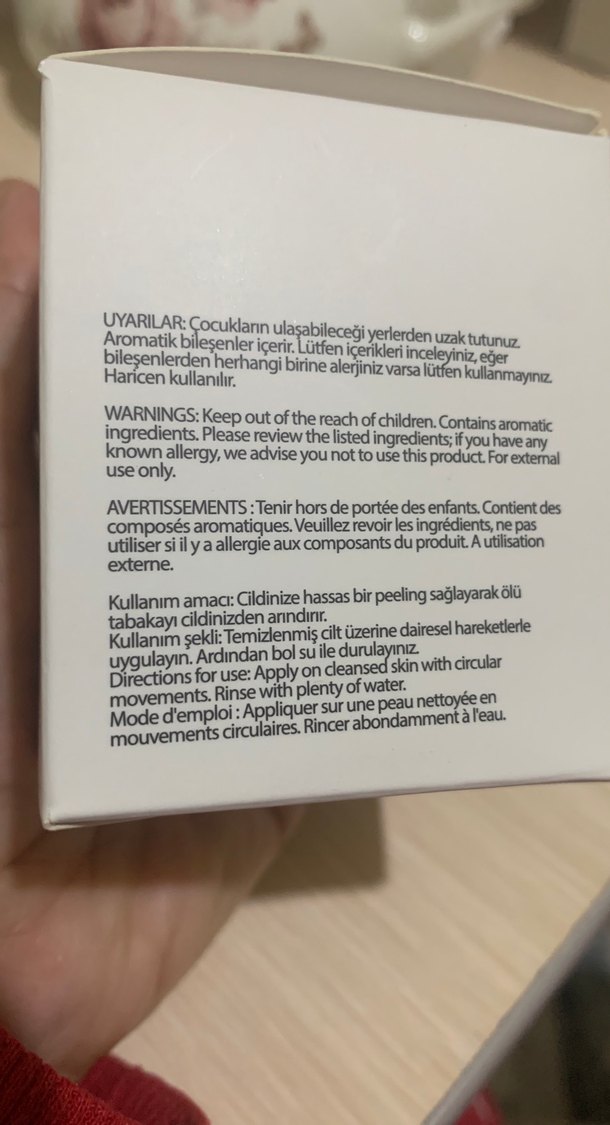 UYARILAR: Çocukların ulaşabileceği yerlerden uzak tutunuz.
Aromatik bileşenler içerir. Lütfen içerikleri inceleyiniz, eğer
bileşenlerden herhangi birine alerjiniz varsa lütfen kullanmayınız.
Haricen kullanılır.
WARNINGS: Keep out of the reach of children. Contains aromatic
ingredients. Please review the listed ingredients; if you have any
known allergy, we advise you not to use this product. For external
use only.
AVERTISSEMENTS : Tenir hors de portée des enfants. Contient des
composés aromatiques. Veuillez revoir les ingrédients, ne pas
utiliser si il y a allergie aux composants du produit. A utilisation
externe.
Kullanım amacı: Cildinize hassas bir peeling sağlayarak ölü
tabakayı cildinizden arındırır.
Kullanım şekli: Temizlenmiş cilt üzerine dairesel hareketlerle
uygulayın. Ardından bol su ile durulayınız.
Directions for use: Apply on cleansed skin with circular
movements. Rinse with plenty of water.
Mode d'emploi : Appliquer sur une peau nettoyée en
mouvements circulaires. Rincer abondamment à l'eau.